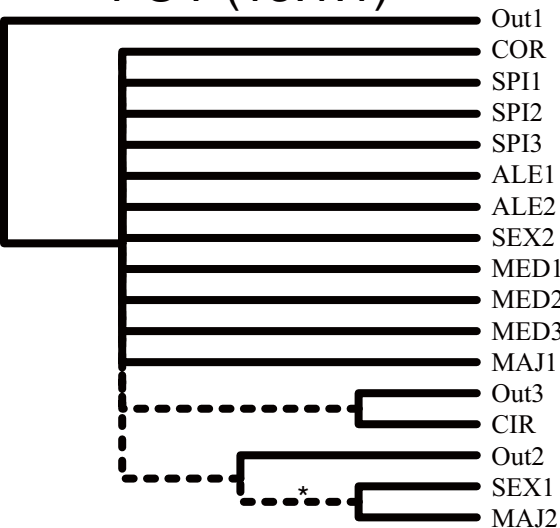 Out1
COR
SPI1
SPI2
SPI3
ALE1
ALE2
SEX2
MED1
MED2
MED3
MAJ1
Out3
CIR
Out2
SEX1
*
MAJ2